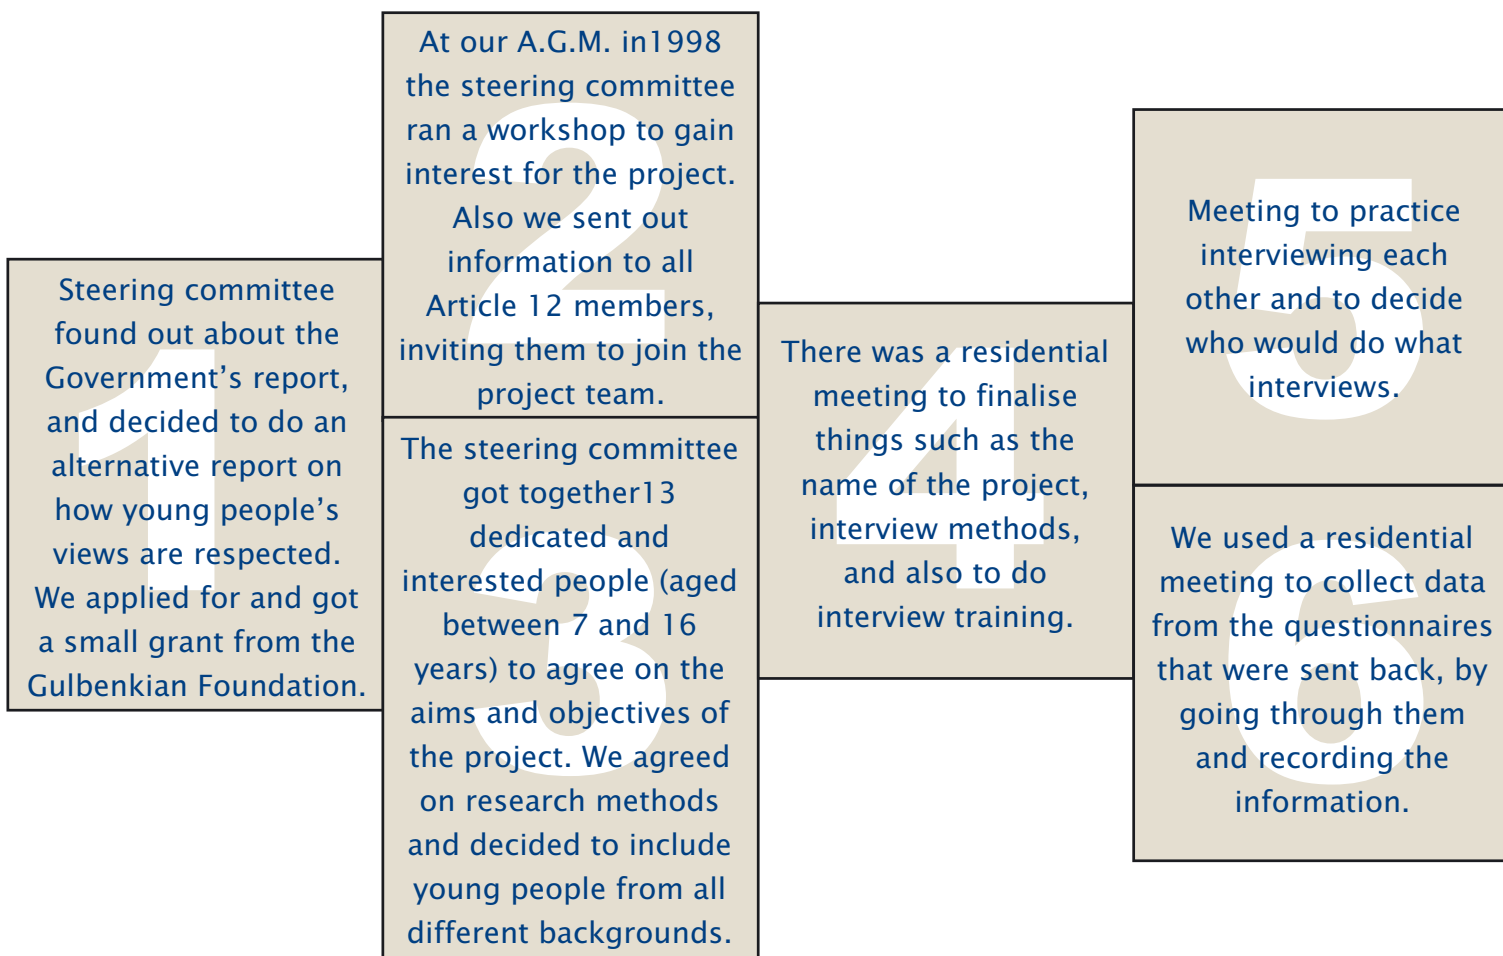 1
Steering committee
found out about the
Government’s report,
and decided to do an
alternative report on
how young people’s
views are respected.
We applied for and got
a small grant from the
Gulbenkian Foundation.
2
At our A.G.M. in1998
the steering committee
ran a workshop to gain
interest for the project.
Also we sent out
information to all
Article 12 members,
inviting them to join the
project team.
3
The steering committee
got together13
dedicated and
interested people (aged
between 7 and 16
years) to agree on the
aims and objectives of
the project. We agreed
on research methods
and decided to include
young people from all
different backgrounds.
4
There was a residential
meeting to finalise
things such as the
name of the project,
interview methods,
and also to do
interview training.
5
Meeting to practice
interviewing each
other and to decide
who would do what
interviews.
6
We used a residential
meeting to collect data
from the questionnaires
that were sent back, by
going through them
and recording the
information.